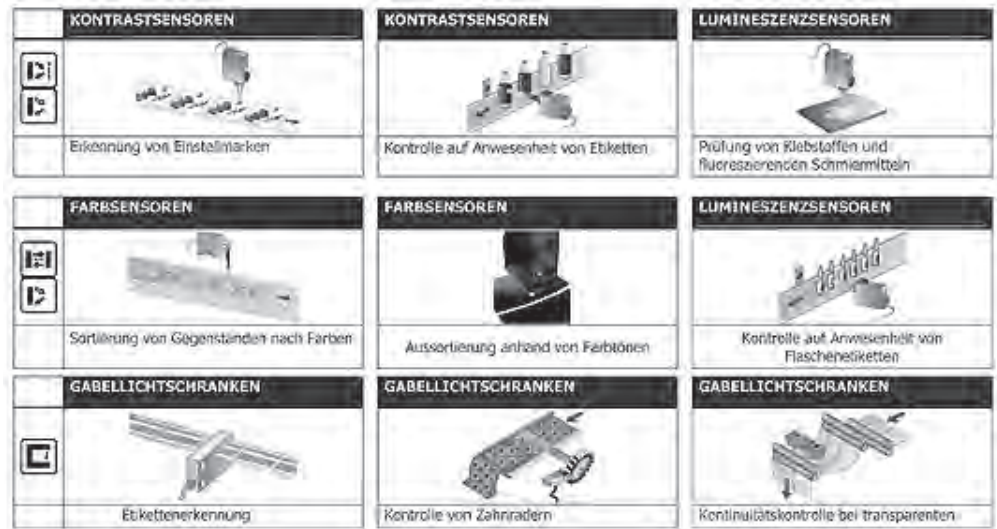 KONTRASTSENSOREN
KONTRASTSENSOREN
LUMINESZENZSENSOREN
Erkennung von Einstellmarken
Kontrolle auf Anwesenheit von Etiketten
Prüfung von Klebstoffen und
fluoreszierenden Schmiermitteln
FARBSENSOREN
FARBSENSOREN
LUMINESZENZSENSOREN
Sortierung von Gegenständen nach Farben
Aussortierung anhand von Farbtönen
Kontrolle auf Anwesenheit von
Flaschenetiketten
GABELLICHTSCHRANKEN
GABELLICHTSCHRANKEN
GABELLICHTSCHRANKEN
Etikettenerkennung
Kontrolle von Zahnrädern
Kontinuitätskontrolle bei transparenten